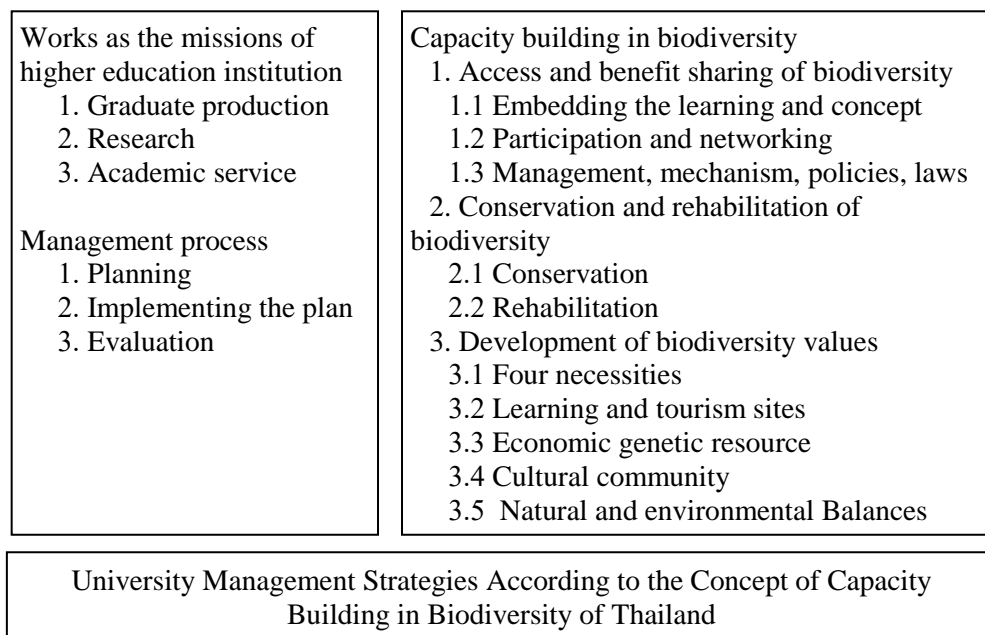 Works as the missions of
higher education institution
1. Graduate production
2. Research
3. Academic service
Management process
1. Planning
2. Implementing the plan
3. Evaluation
Capacity building in biodiversity
1. Access and benefit sharing of biodiversity
1.1 Embedding the learning and concept
1.2 Participation and networking
1.3 Management, mechanism, policies, laws
2. Conservation and rehabilitation of
biodiversity
2.1 Conservation
2.2 Rehabilitation
3. Development of biodiversity values
3.1 Four necessities
3.2 Learning and tourism sites
3.3 Economic genetic resource
3.4 Cultural community
3.5 Natural and environmental Balances
University Management Strategies According to the Concept of Capacity
Building in Biodiversity of Thailand